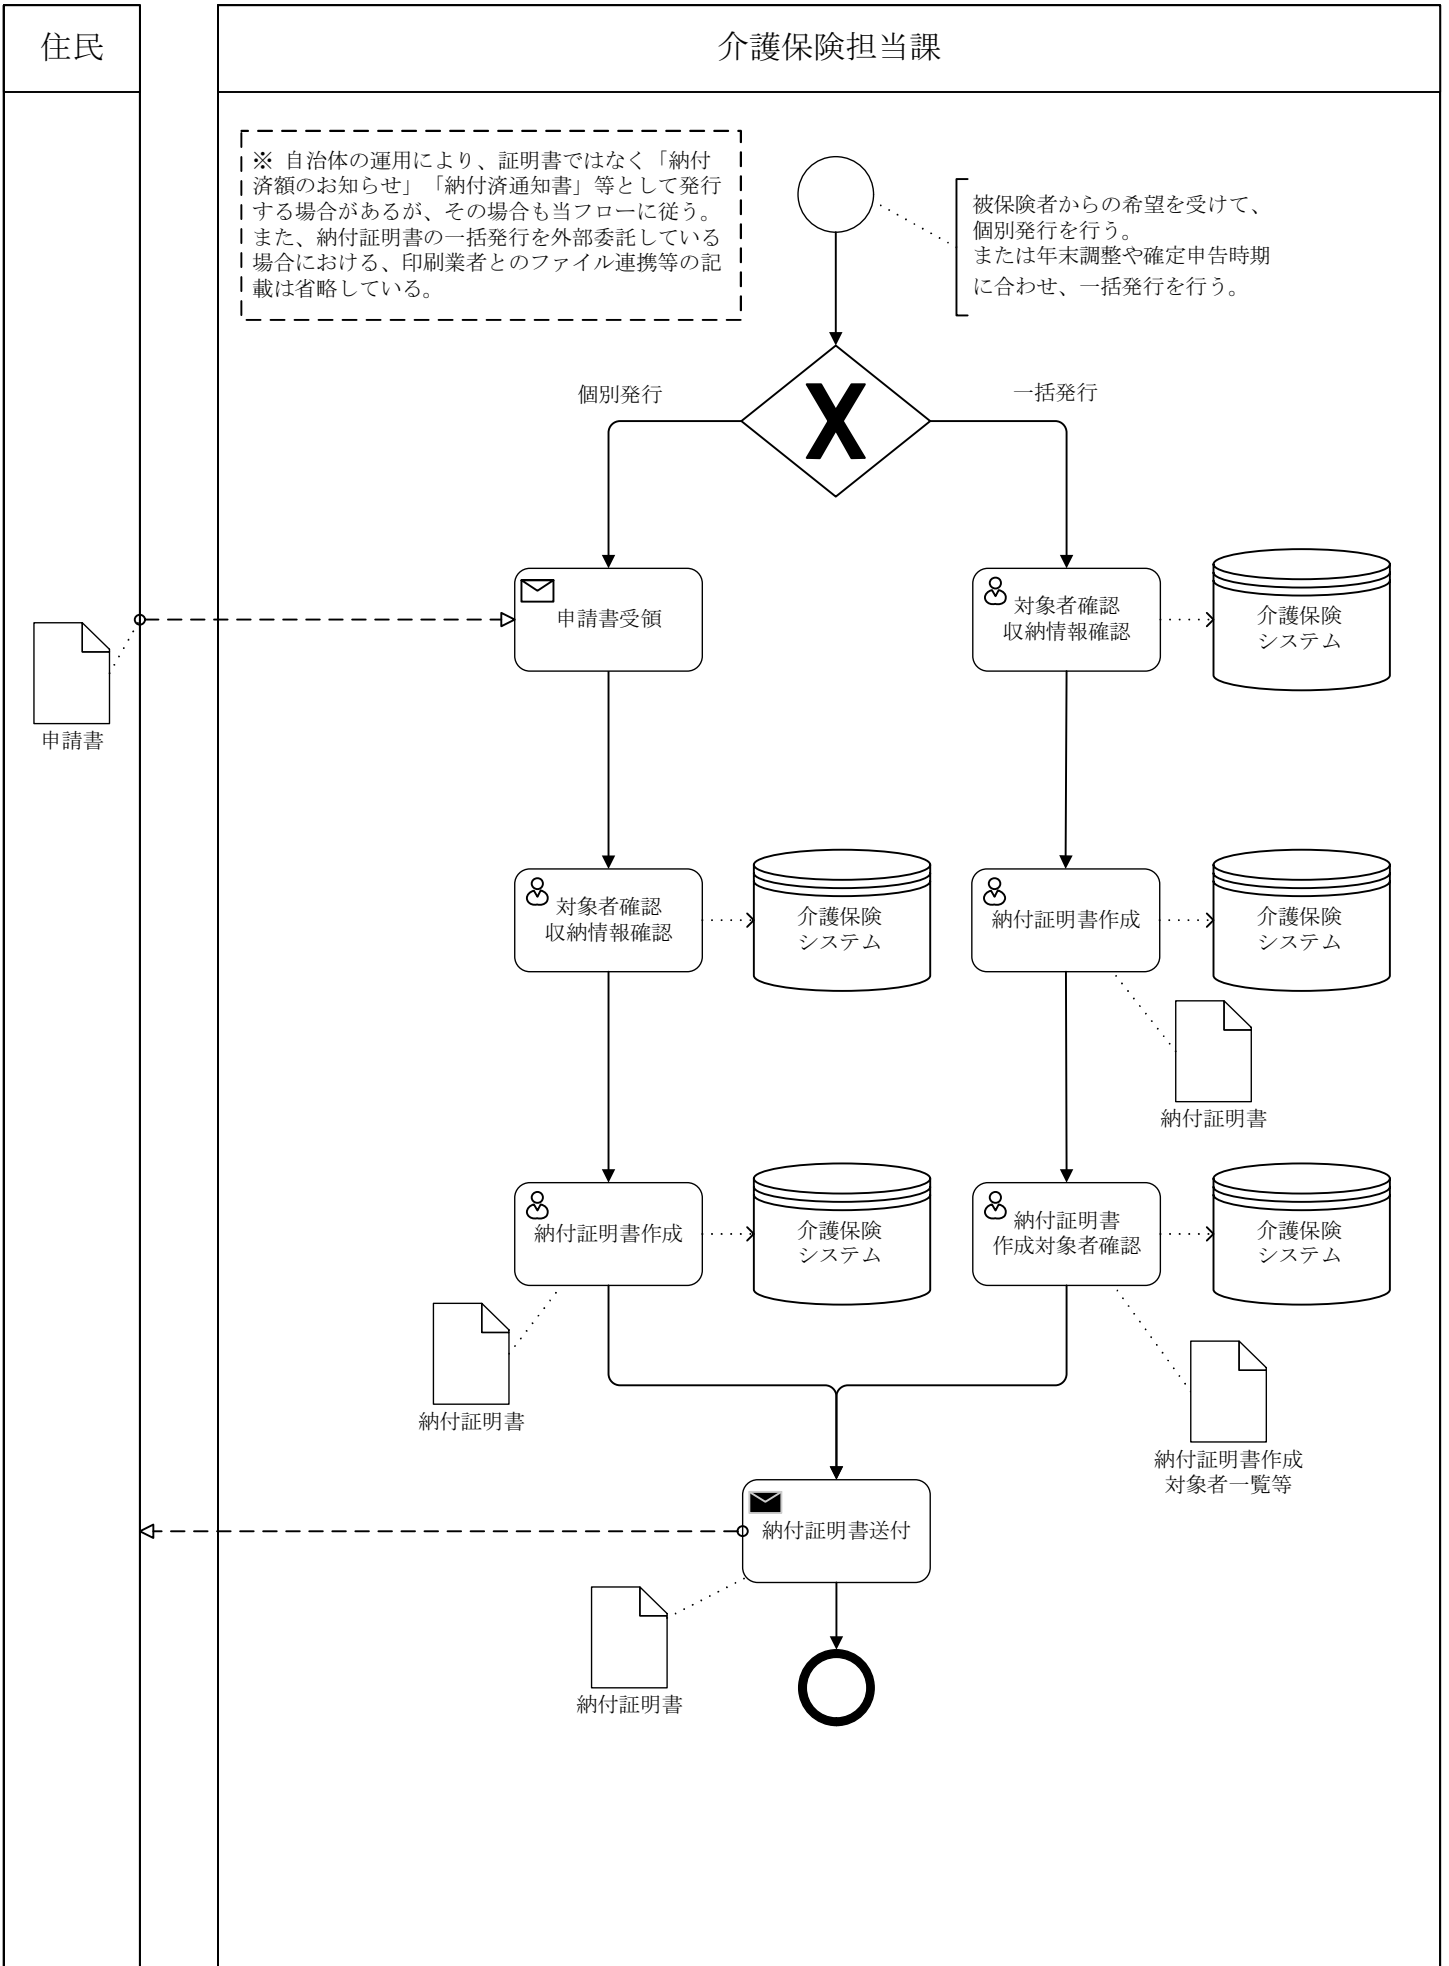 住民
介護保険担当課
※ 自治体の運用により、証明書ではなく「納付
済額のお知らせ」「納付済通知書」等として発行
する場合があるが、その場合も当フローに従う。
また、納付証明書の一括発行を外部委託している
場合における、印刷業者とのファイル連携等の記
載は省略している。
被保険者からの希望を受けて、
個別発行を行う。
または年末調整や確定申告時期
に合わせ、一括発行を行う。
個別発行
一括発行
X
申請書受領
対象者確認
収納情報確認
介護保険
システム
申請書
対象者確認
収納情報確認
介護保険
システム
納付証明書作成
介護保険
システム
納付証明書
納付証明書作成
介護保険
システム
納付証明書
作成対象者確認
介護保険
システム
納付証明書
納付証明書作成
対象者一覧等
納付証明書送付
納付証明書